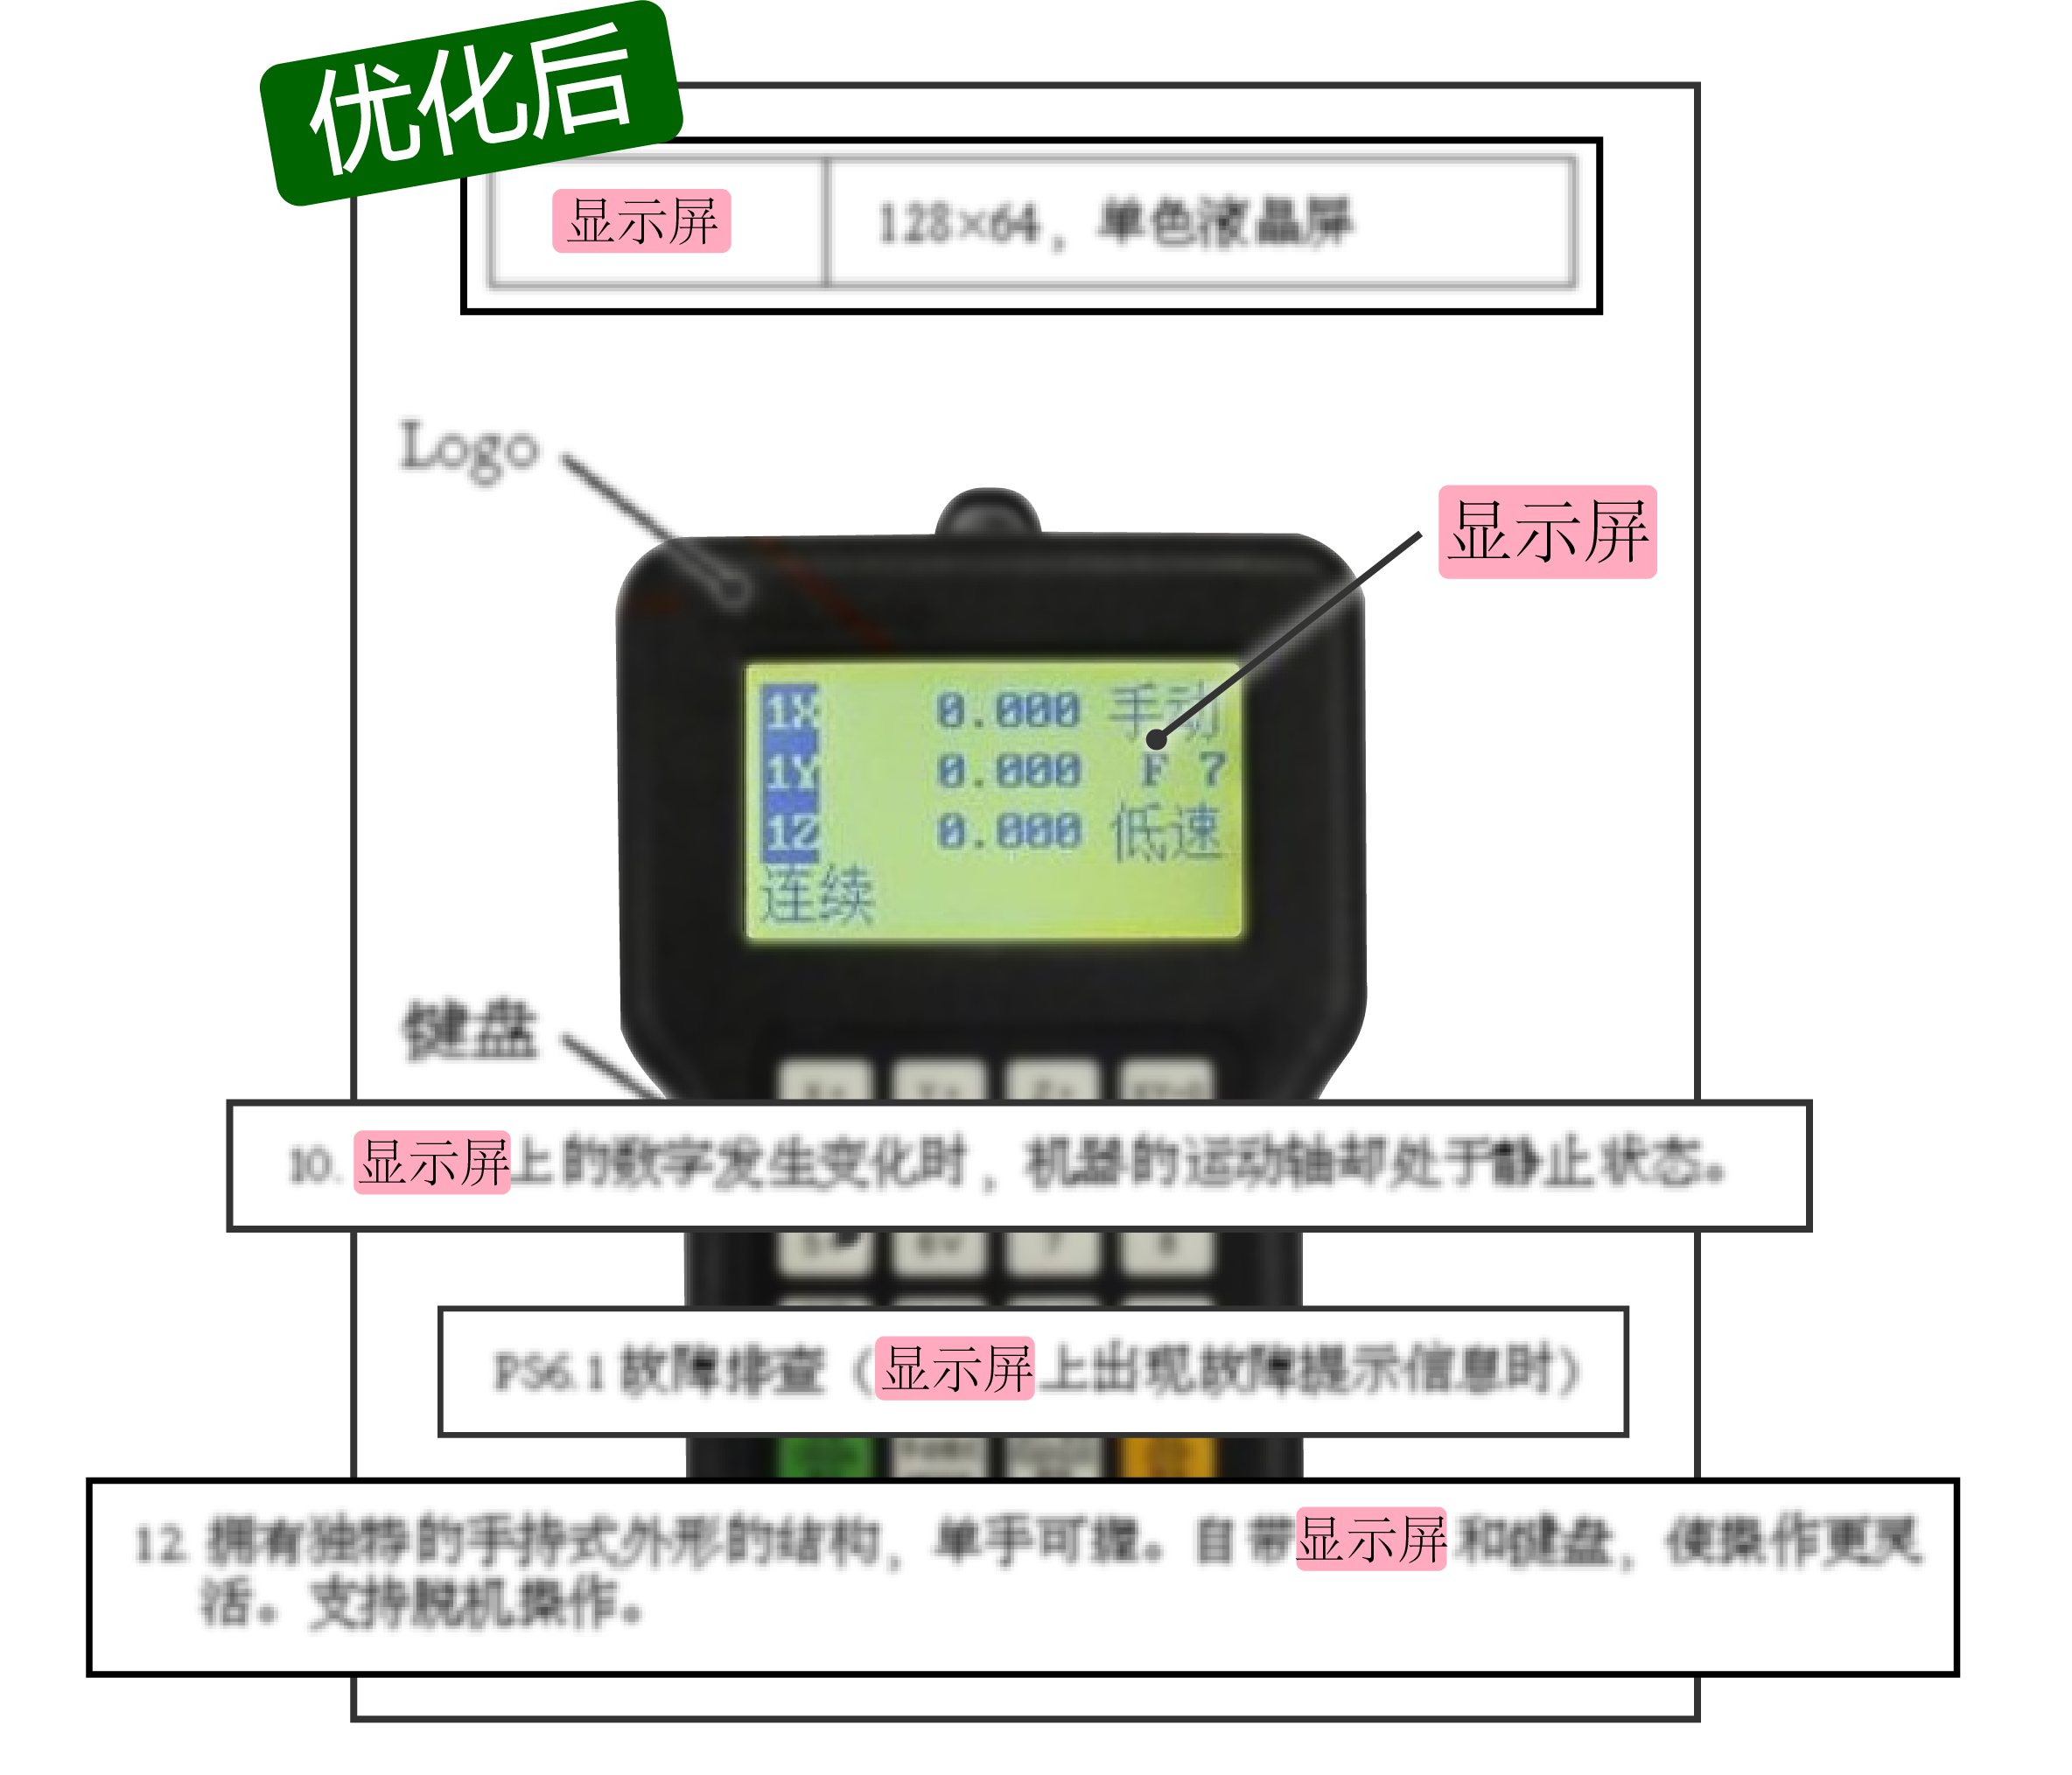 优化后
显示屏 128×64，单色液晶屏
Logo
显示屏
1X 0.000 手动
1Y 0.000 F 7
1Z 0.000 低速
连续
键盘
X+ Y+ Z+
10. 显示屏上的数字发生变化时，机器的运动轴却处于静止状态。
5 6V 7 8
PS6.1 故障排查（显示屏上出现故障提示信息时）
12. 拥有独特的手持式外形的结构，单手可握。自带显示屏和键盘，使操作更灵
活。支持脱机操作。